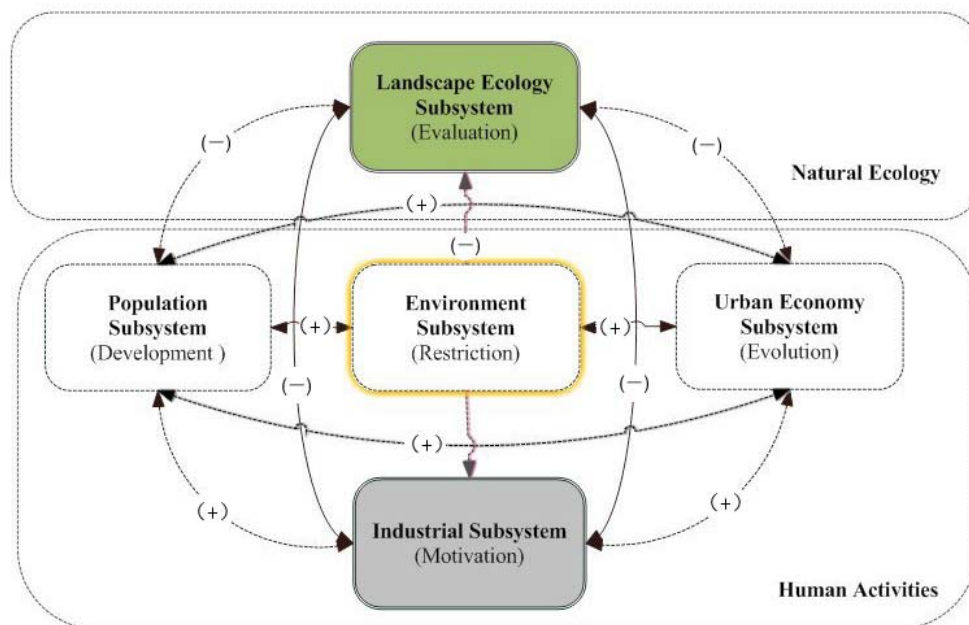 Landscape Ecology
Subsystem
(Evaluation)
(−)
(−)
Natural Ecology
(+)
(−)
Population
Subsystem
(Development )
(+)
Environment
Subsystem
(Restriction)
(+)
Urban Economy
Subsystem
(Evolution)
(−)
(−)
(+)
(+)
(+)
Industrial Subsystem
(Motivation)
Human Activities